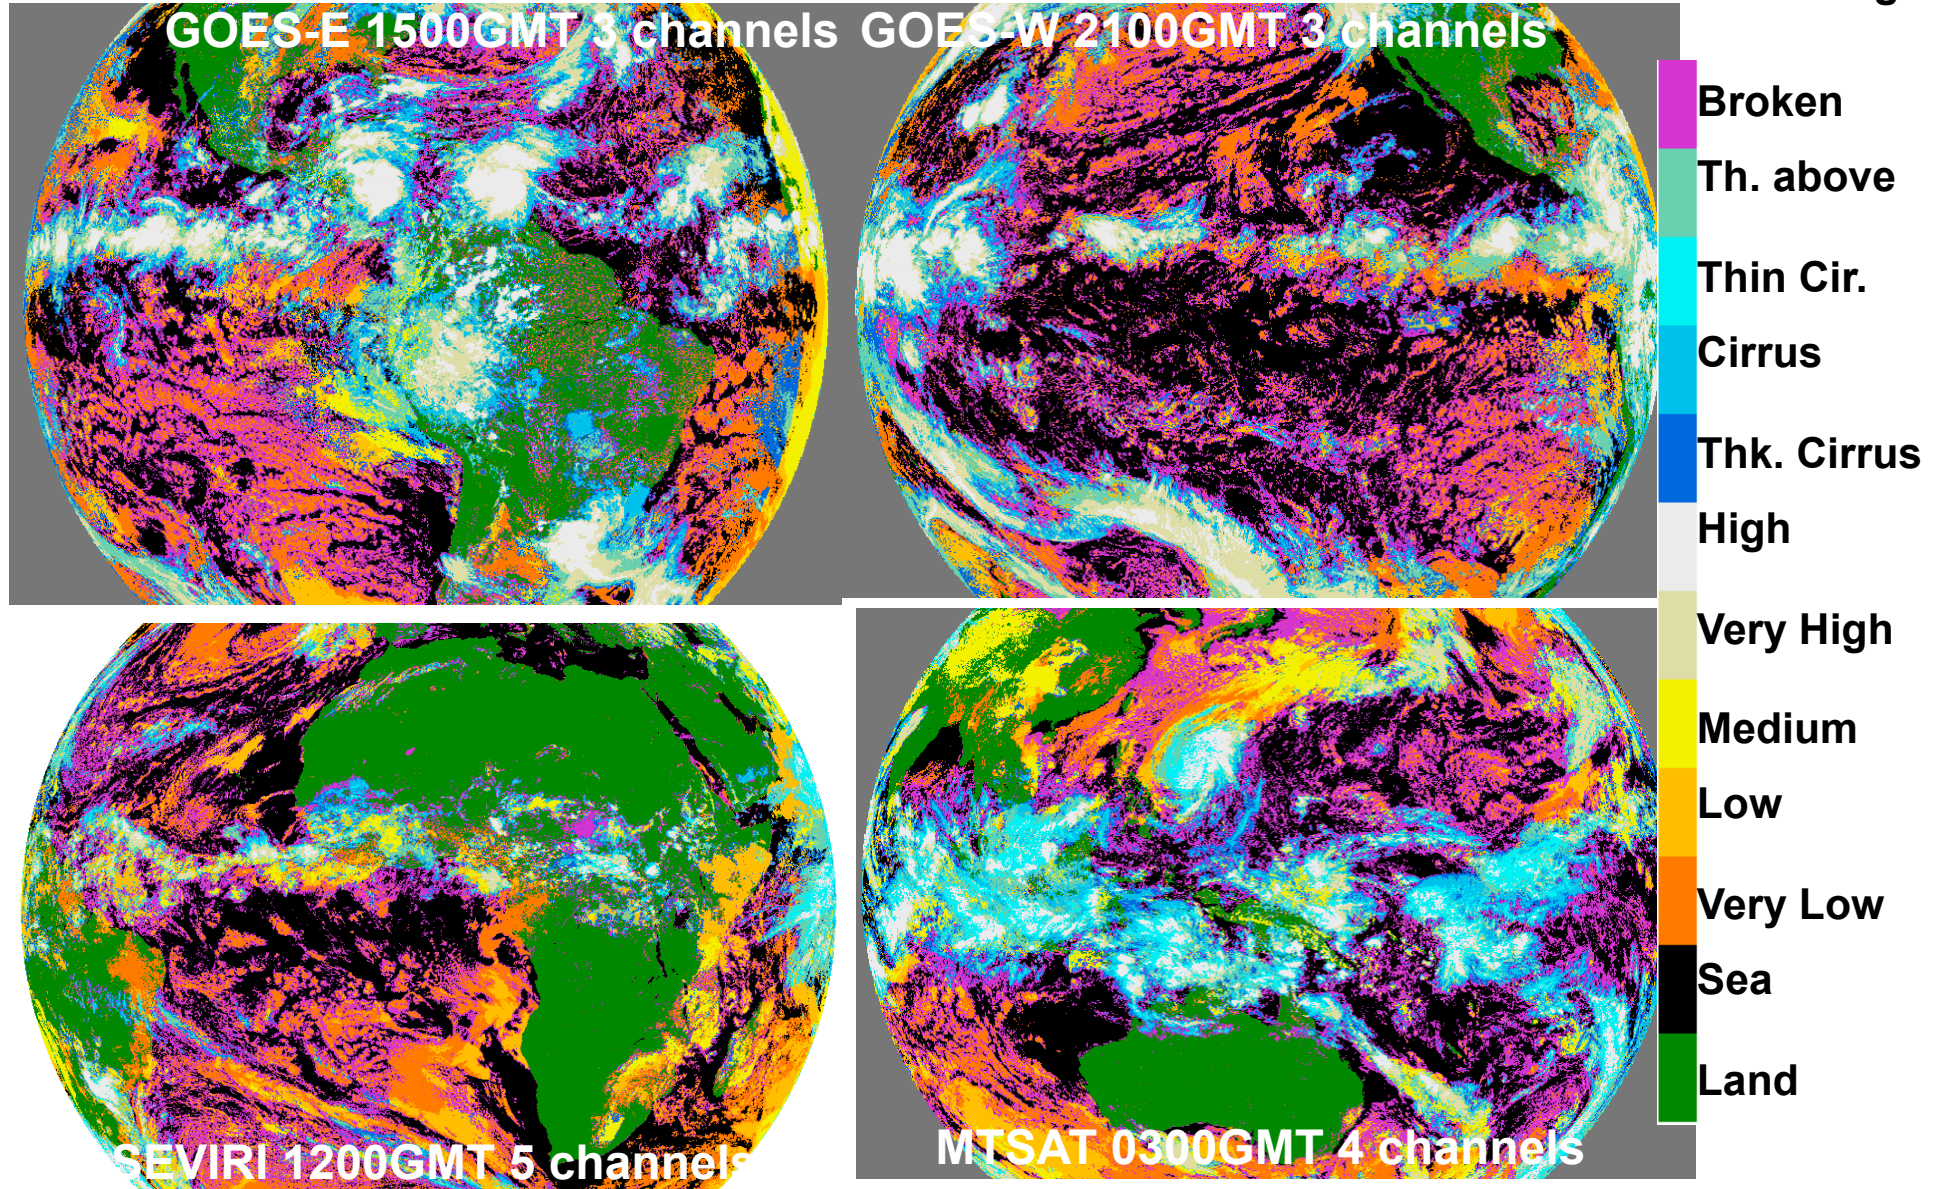 GOES-E 1500GMT 3 channels
GOES-W 2100GMT 3 channels
Broken
Th. above
Thin Cir.
Cirrus
Thk. Cirrus
High
Very High
Medium
Low
Very Low
Sea
Land
SEVIRI 1200GMT 5 channels
MTSAT 0300GMT 4 channels